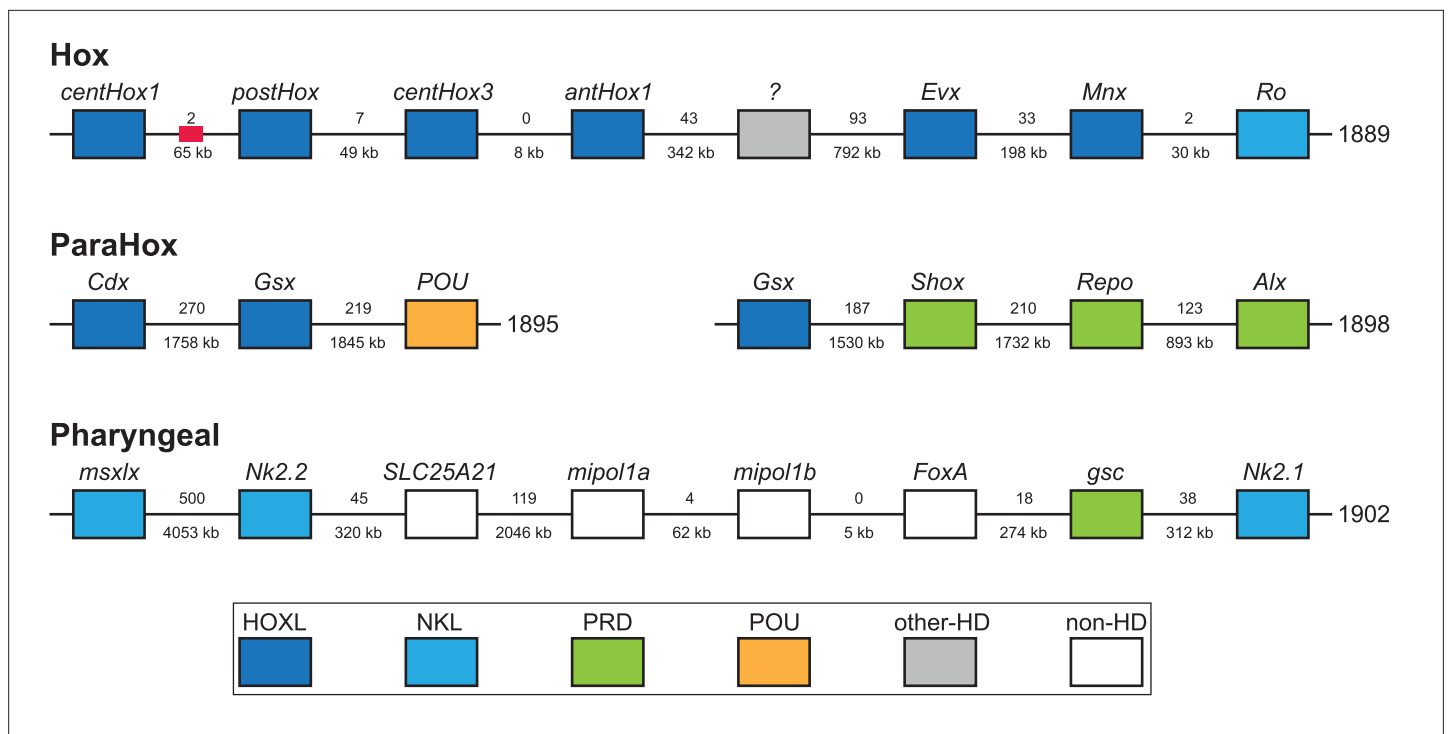 Hox
centHox1 postHox centHox3 antHox1 ? Evx Mnx Ro
2 7 0 43 93 33 2
1889
65 kb 49 kb 8 kb 342 kb 792 kb 198 kb 30 kb
ParaHox
Cdx Gsx POU Gsx Shox Repo Alx
270 219 187 210 123
1895 1898
1758 kb 1845 kb 1530 kb 1732 kb 893 kb
Pharyngeal
msxlx Nk2.2 SLC25A21 mipol1a mipol1b FoxA gsc Nk2.1
500 45 119 4 0 18 38
1902
4053 kb 320 kb 2046 kb 62 kb 5 kb 274 kb 312 kb
HOXL NKL PRD POU other-HD non-HD